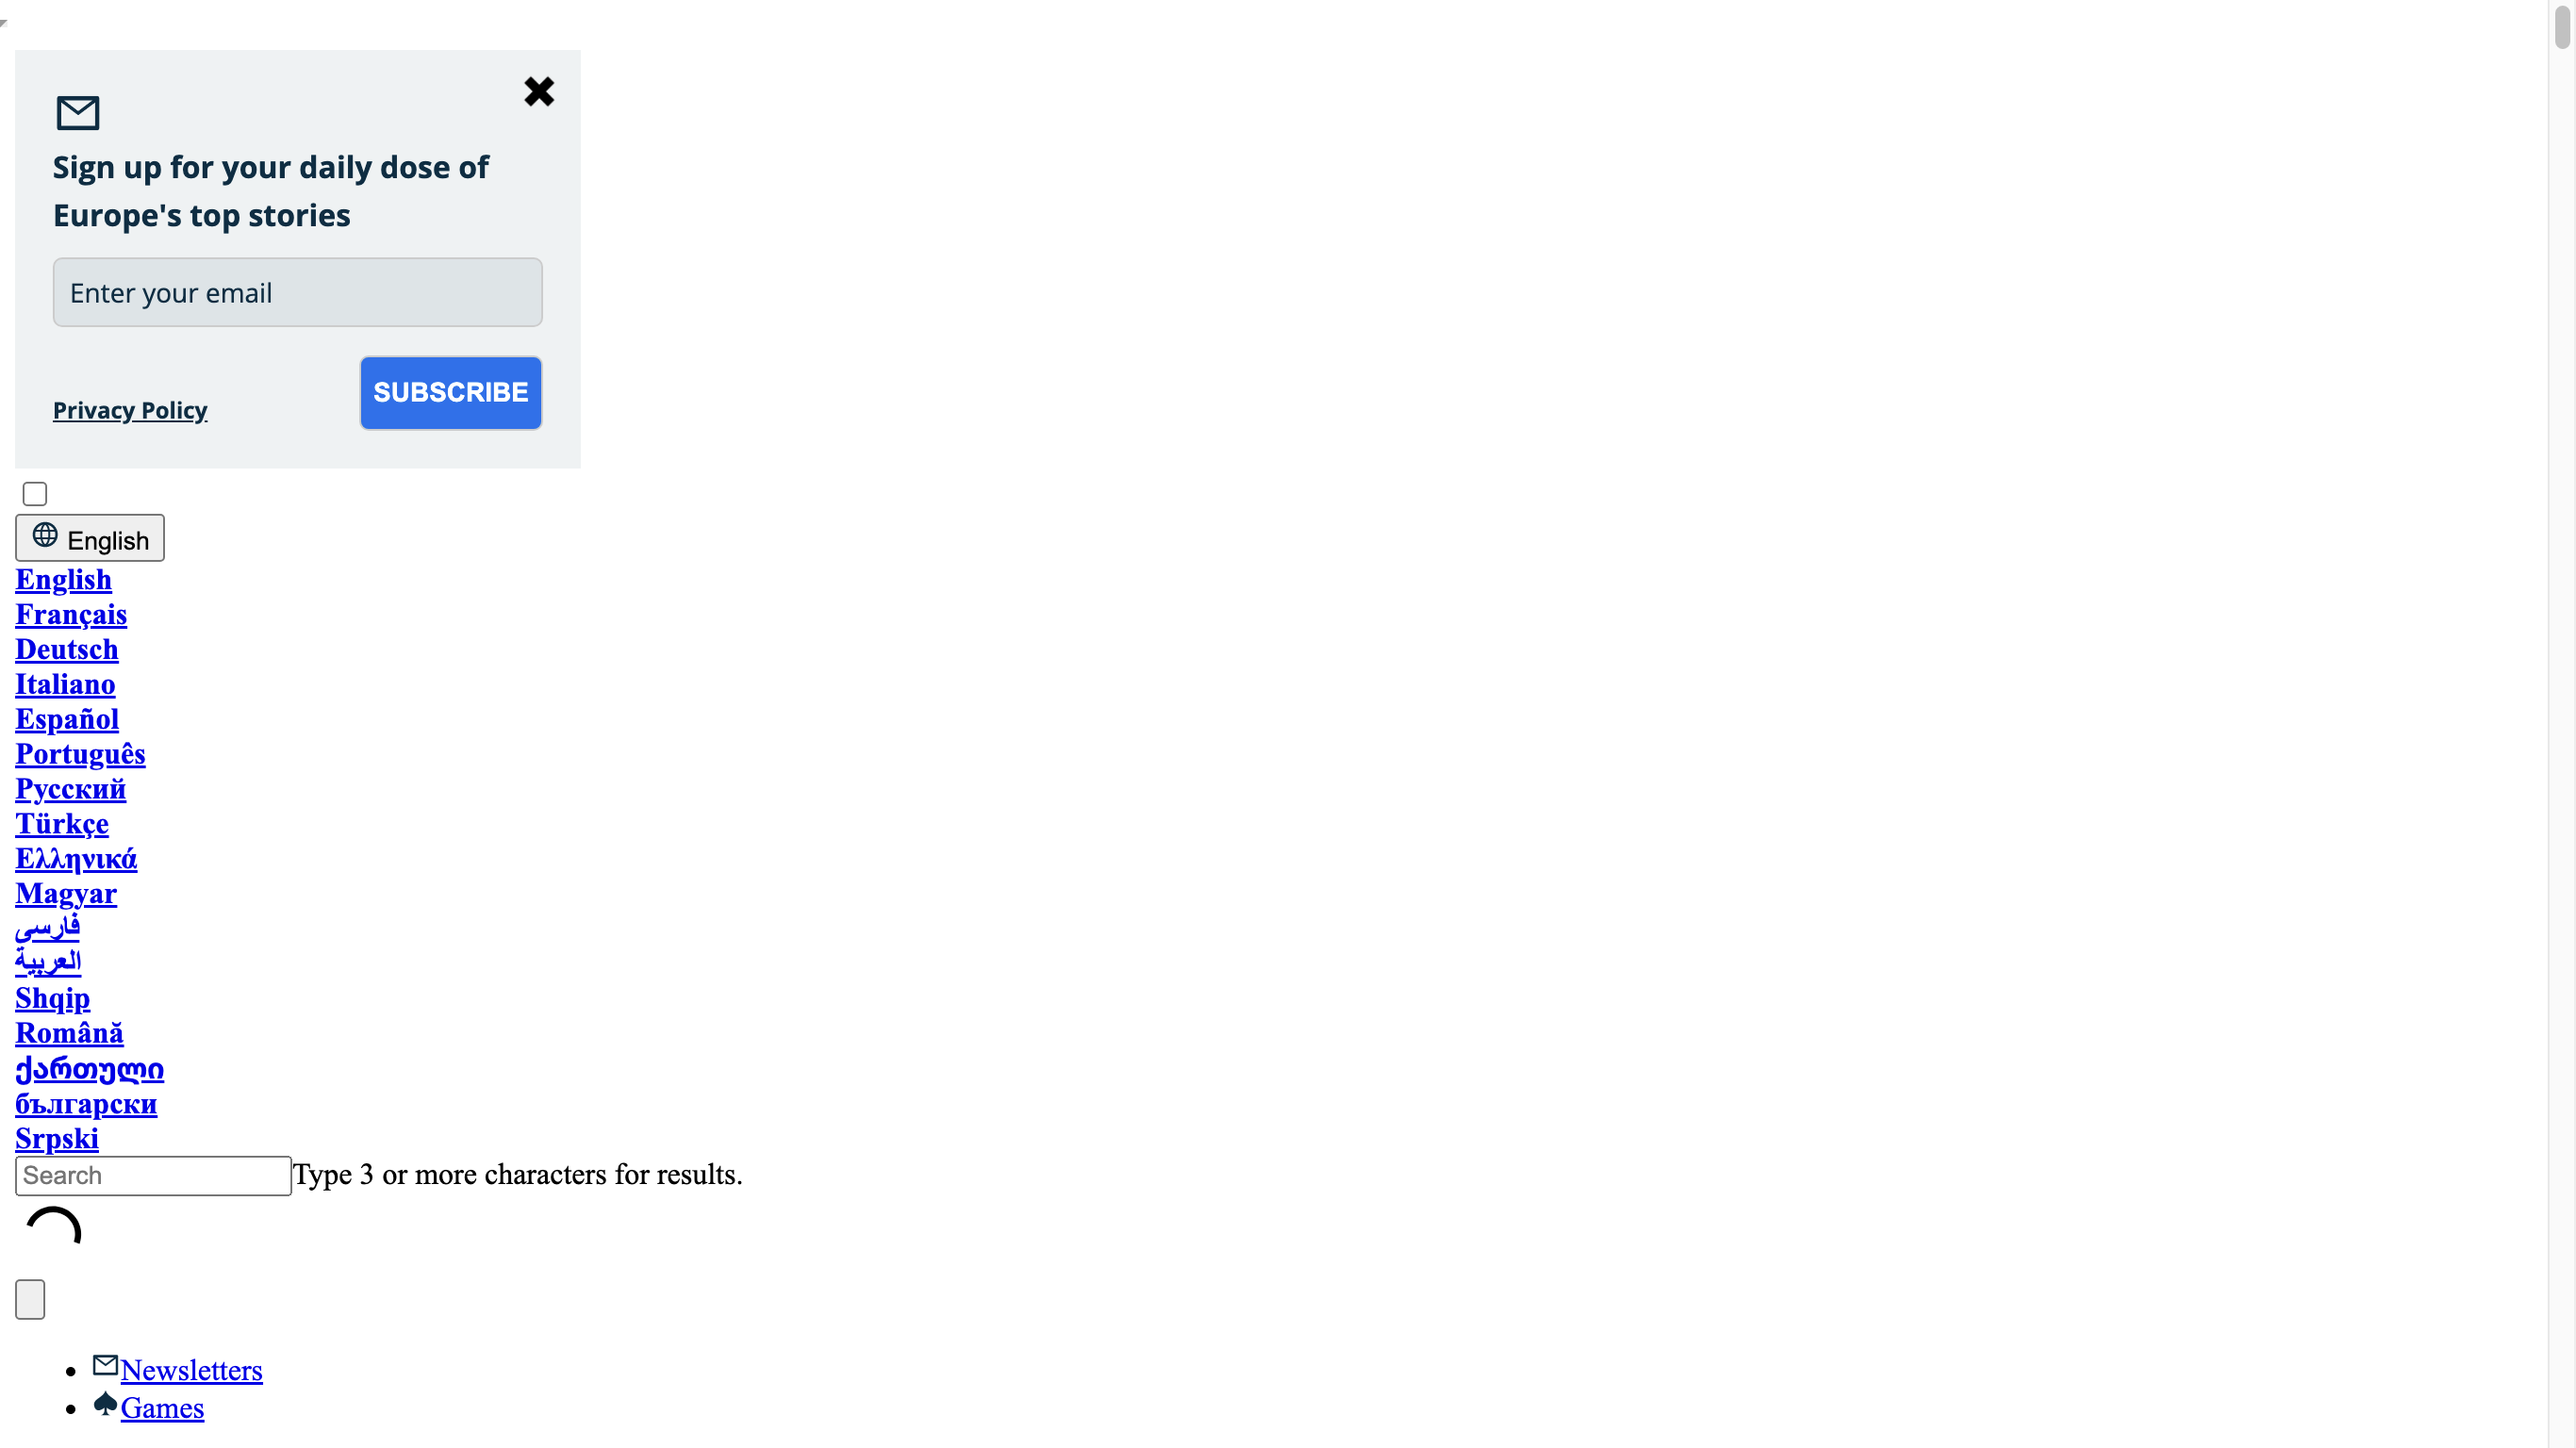 Sign up for your daily dose of
Europe's top stories
Enter your email
Privacy Policy
SUBSCRIBE
English
English
Français
Deutsch
Italiano
Español
Português
Русский
Türkçe
Ελληνικά
Magyar
فارسی
العربية
Shqip
Română
ქართული
български
Srpski
Search Type 3 or more characters for results.
Newsletters
Games